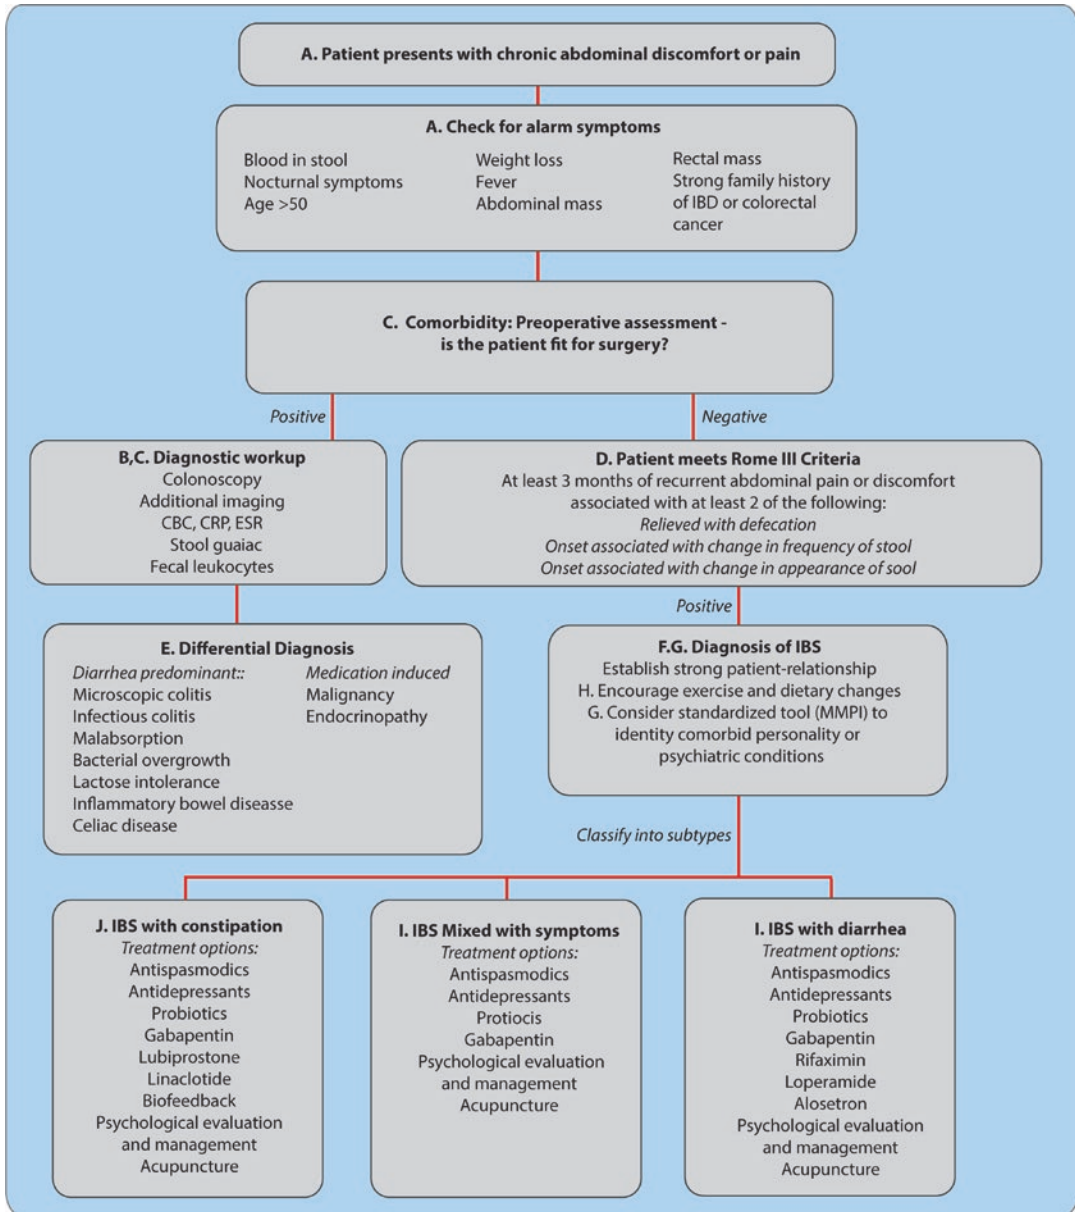 A. Patient presents with chronic abdominal discomfort or pain
A. Check for alarm symptoms
Blood in stool
Nocturnal symptoms
Age >50
Weight loss
Fever
Abdominal mass
Rectal mass
Strong family history
of IBD or colorectal
cancer
C. Comorbidity: Preoperative assessment -
is the patient fit for surgery?
Positive
Negative
B,C. Diagnostic workup
Colonoscopy
Additional imaging
CBC, CRP, ESR
Stool guaiac
Fecal leukocytes
D. Patient meets Rome III Criteria
At least 3 months of recurrent abdominal pain or discomfort
associated with at least 2 of the following:
Relieved with defecation
Onset associated with change in frequency of stool
Onset associated with change in appearance of sool
Positive
E. Differential Diagnosis
Diarrhea predominant::
Microscopic colitis
Infectious colitis
Malabsorption
Bacterial overgrowth
Lactose intolerance
Inflammatory bowel diseasse
Celiac disease
Medication induced
Malignancy
Endocrinopathy
F.G. Diagnosis of IBS
Establish strong patient-relationship
H. Encourage exercise and dietary changes
G. Consider standardized tool (MMPI) to
identity comorbid personality or
psychiatric conditions
Classify into subtypes
J. IBS with constipation
Treatment options:
Antispasmodics
Antidepressants
Probiotics
Gabapentin
Lubiprostone
Linaclotide
Biofeedback
Psychological evaluation
and management
Acupuncture
I. IBS Mixed with symptoms
Treatment options:
Antispasmodics
Antidepressants
Protiocis
Gabapentin
Psychological evaluation
and management
Acupuncture
I. IBS with diarrhea
Treatment options:
Antispasmodics
Antidepressants
Probiotics
Gabapentin
Rifaximin
Loperamide
Alosetron
Psychological evaluation
and management
Acupuncture